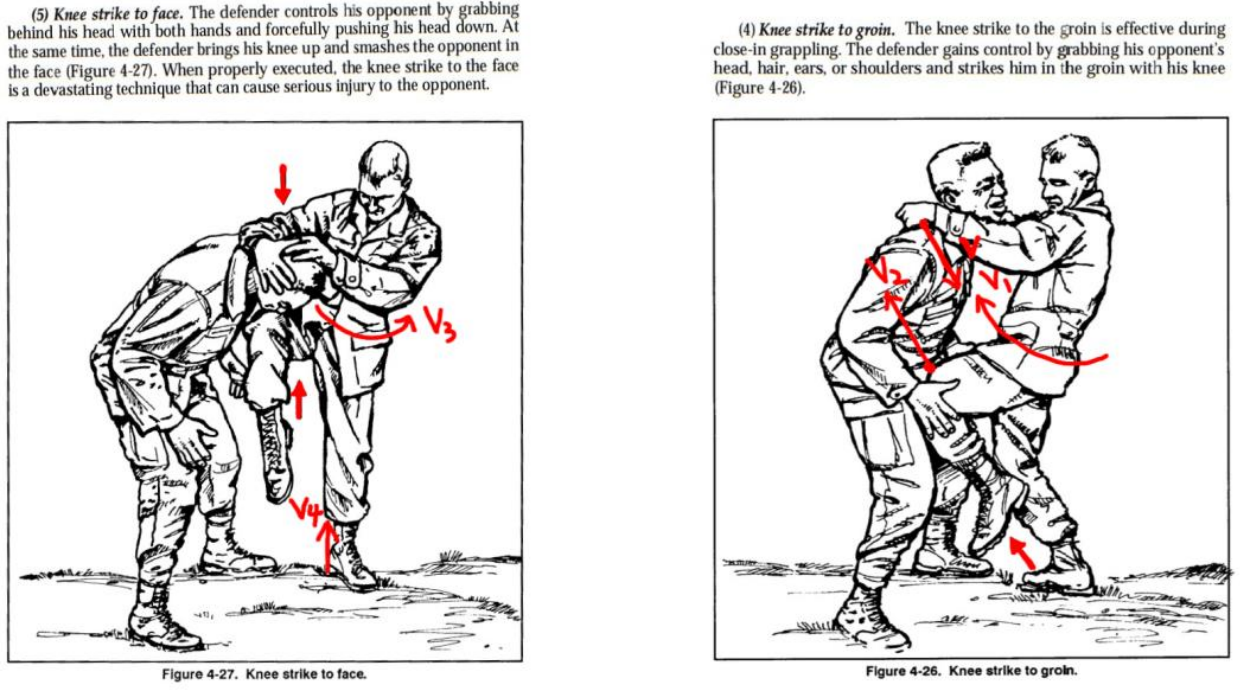 (5) Knee strike to face. The defender controls his opponent by grabbing
behind his head with both hands and forcefully pushing his head down. At
the same time, the defender brings his knee up and smashes the opponent in
the face (Figure 4-27). When properly executed, the knee strike to the face
is a devastating technique that can cause serious injury to the opponent.
V3
V4
Figure 4-27. Knee strike to face.
(4) Knee strike to groin. The knee strike to the groin is effective during
close-in grappling. The defender gains control by grabbing his opponent's
head, hair, ears, or shoulders and strikes him in the groin with his knee
(Figure 4-26).
V2
V1
Figure 4-26. Knee strike to groin.